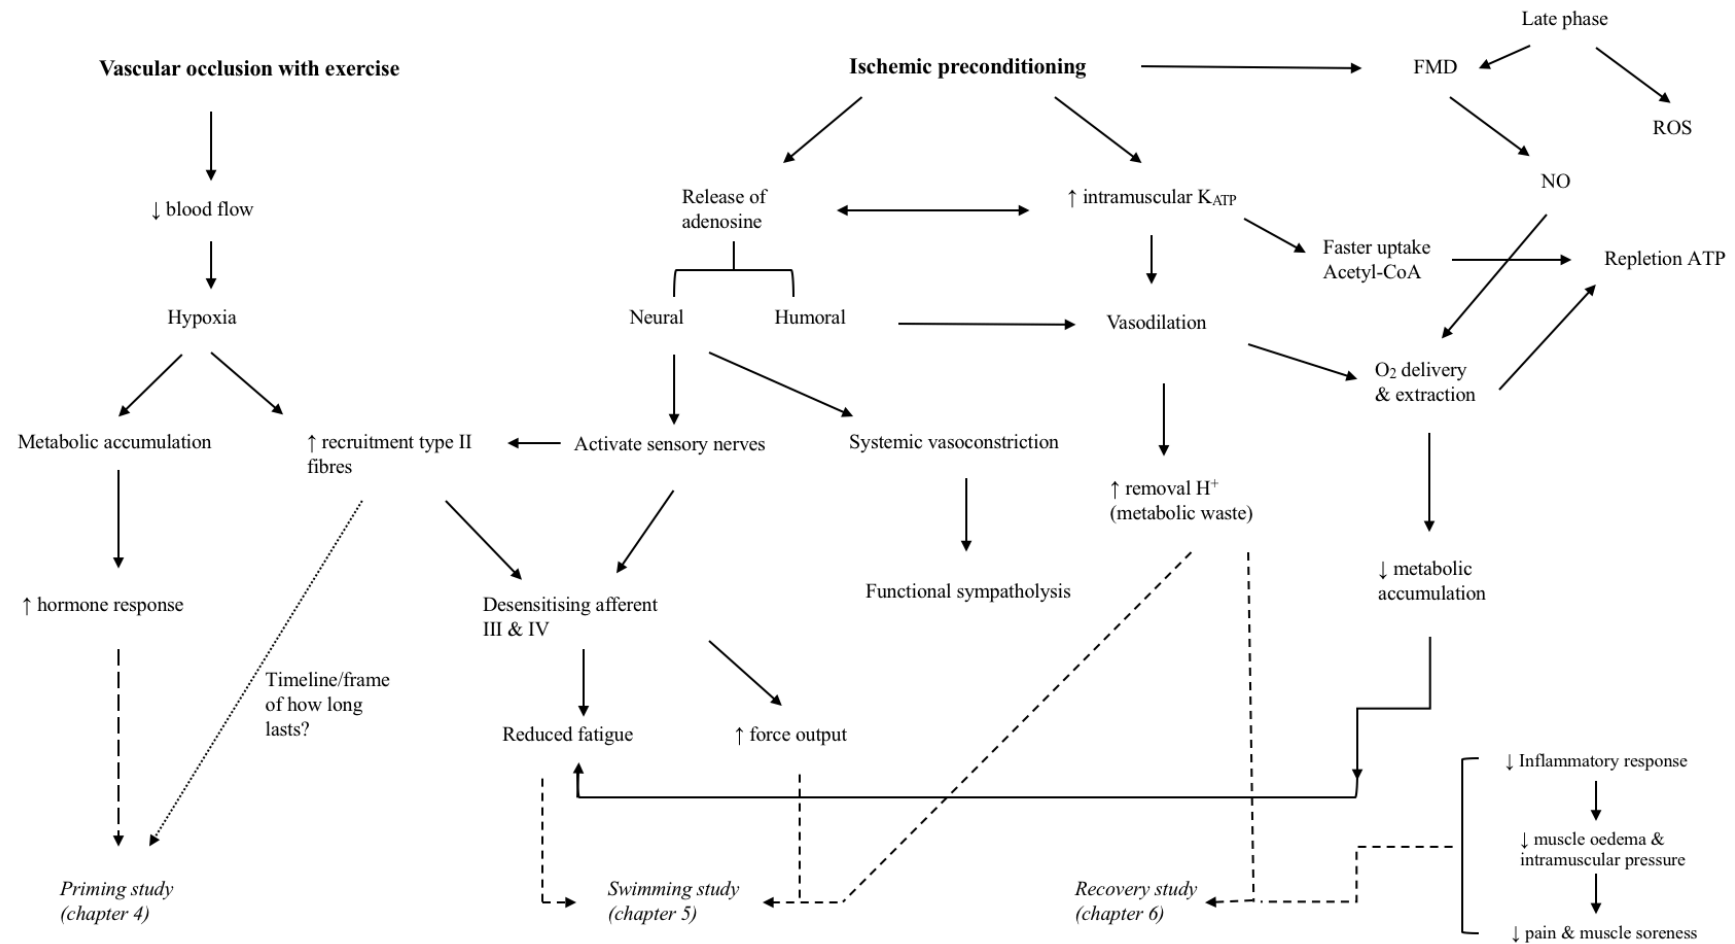 Late phase
Vascular occlusion with exercise
Ischemic preconditioning
FMD
ROS
NO
↓ blood flow
Release of
adenosine
↑ intramuscular KATP
Faster uptake
Acetyl-CoA
Repletion ATP
Hypoxia
Neural
Humoral
Vasodilation
O2 delivery
& extraction
Metabolic accumulation
↑ recruitment type II
fibres
Activate sensory nerves
Systemic vasoconstriction
↑ removal H+
(metabolic waste)
↓ metabolic
accumulation
↑ hormone response
Desensitising afferent
III & IV
Functional sympatholysis
Timeline/frame
of how long
lasts?
Reduced fatigue
↑ force output
↓ Inflammatory response
↓ muscle oedema &
intramuscular pressure
↓ pain & muscle soreness
Priming study
(chapter 4)
Swimming study
(chapter 5)
Recovery study
(chapter 6)